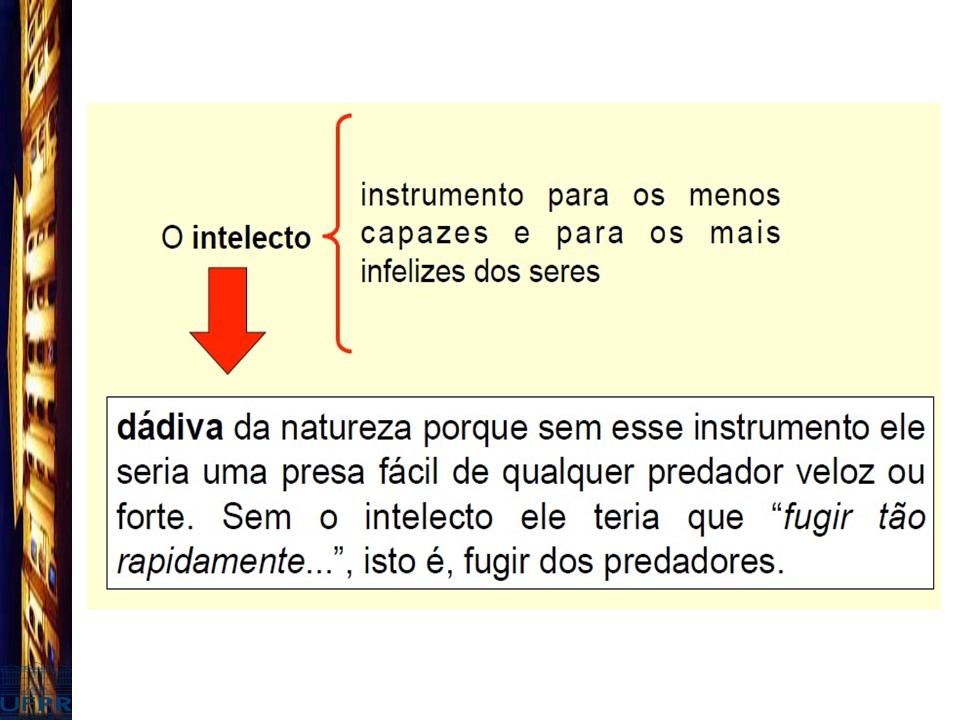 instrumento para os menos
O intelecto
capazes e para os mais
infelizes dos seres
dádiva da natureza porque sem esse instrumento ele
seria uma presa fácil de qualquer predador veloz ou
forte. Sem o intelecto ele teria que “fugir tão
rapidamente...”, isto é, fugir dos predadores.
UFPR